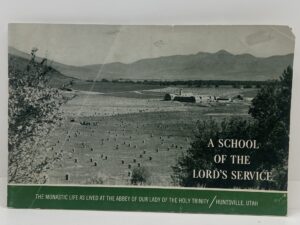 A SCHOOL
OF THE
LORD'S SERVICE
THE MONASTIC LIFE AS LIVED AT THE ABBEY OF OUR LADY OF THE HOLY TRINITY / HUNTSVILLE, UTAH